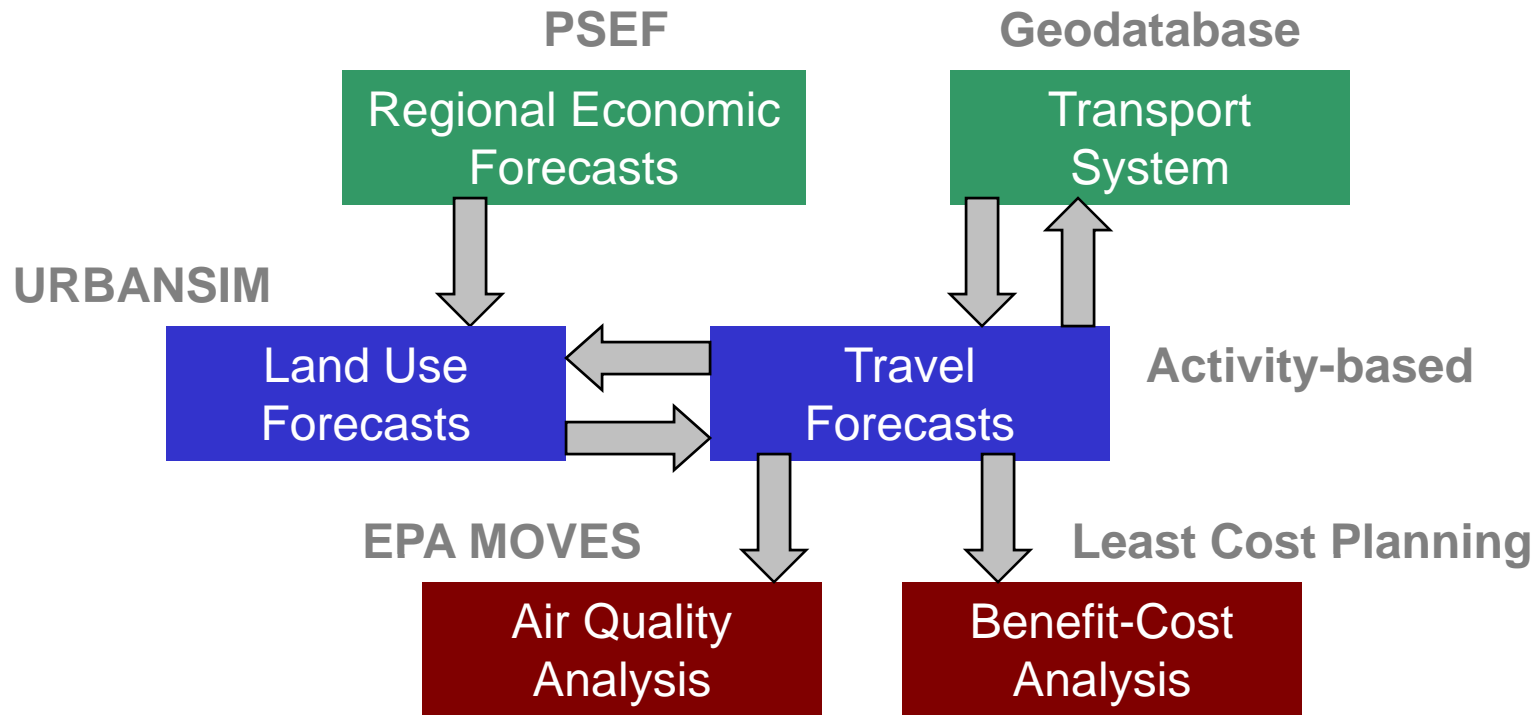 PSEF
Geodatabase
Regional Economic
Forecasts
Transport
System
URBANSIM
Land Use
Forecasts
Travel
Forecasts
Activity-based
EPA MOVES
Least Cost Planning
Air Quality
Analysis
Benefit-Cost
Analysis